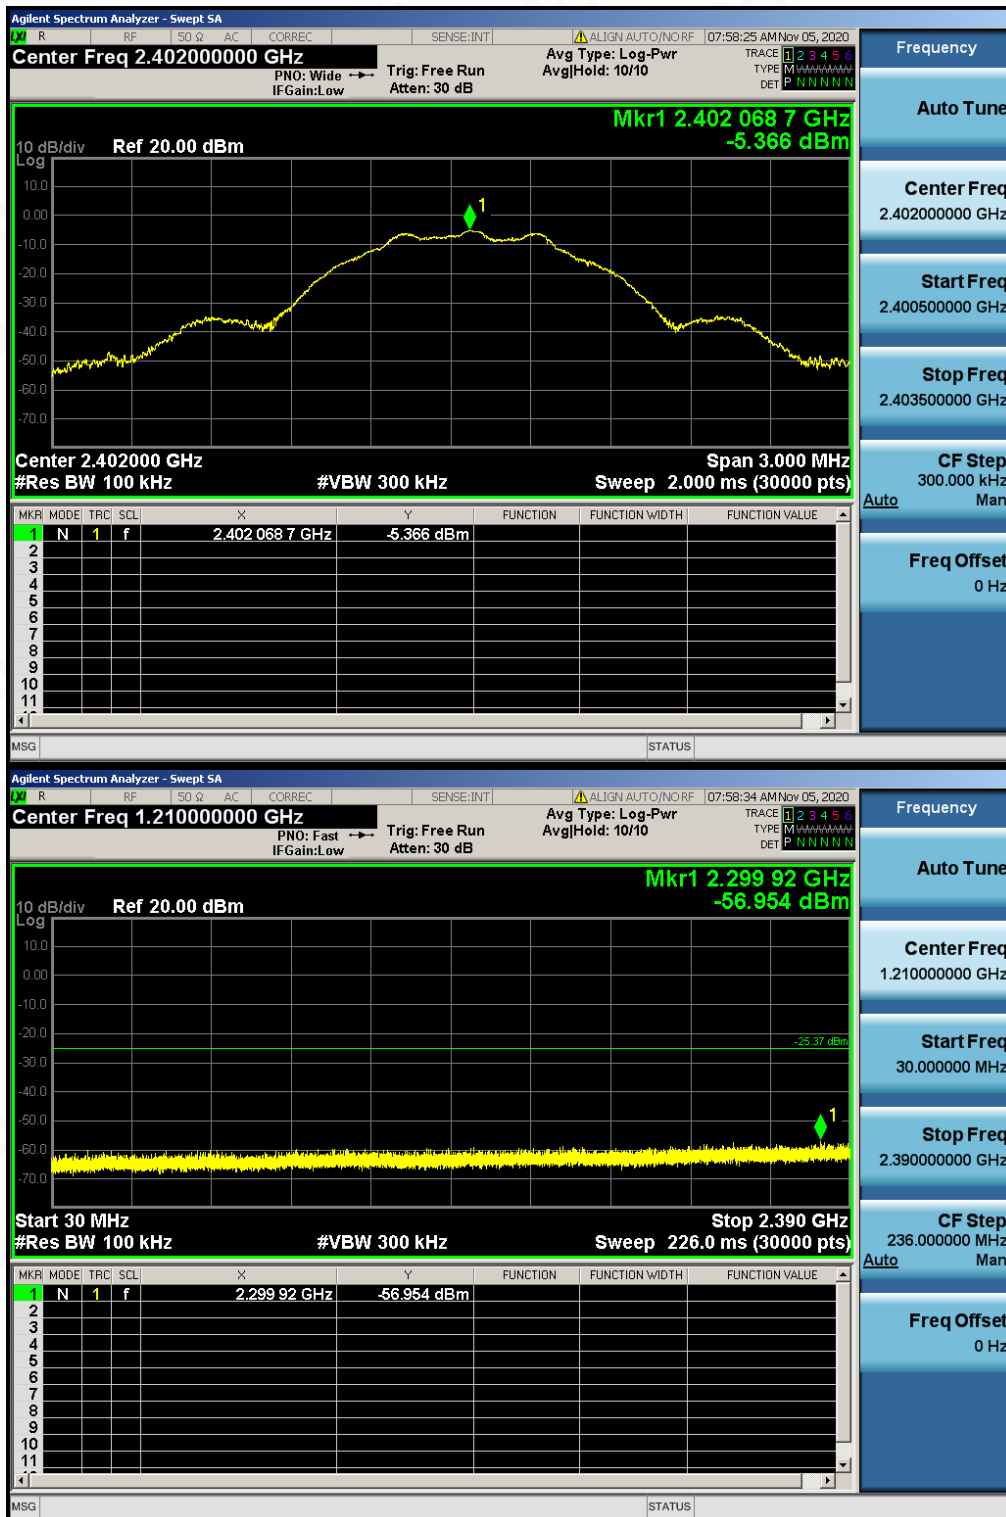 Agilent Spectrum Analyzer - Swept SA
LXI R RF 50 Ω AC CORREC SENSE:INT ALIGN AUTO/NO RF 07:58:25 AM Nov 05, 2020
Center Freq 2.402000000 GHz
PNO: Wide
IFGain:Low
Trig: Free Run
Atten: 30 dB
Avg Type: Log-Pwr
Avg|Hold: 10/10
TRACE 1 2 3 4 5 6
TYPE M
DET P N N N N N
Mkr1 2.402 068 7 GHz
-5.366 dBm
10 dB/div Ref 20.00 dBm
Log
10.0
0.00
-10.0
-20.0
-30.0
-40.0
-50.0
-60.0
-70.0
1
Center 2.402000 GHz Span 3.000 MHz
#Res BW 100 kHz #VBW 300 kHz Sweep 2.000 ms (30000 pts)
MKR MODE TRC SCL X Y FUNCTION FUNCTION WIDTH FUNCTION VALUE
1 N 1 f 2.402 068 7 GHz -5.366 dBm
2
3
4
5
6
7
8
9
10
11
MSG STATUS
Frequency
Auto Tune
Center Freq
2.402000000 GHz
Start Freq
2.400500000 GHz
Stop Freq
2.403500000 GHz
CF Step
300.000 kHz
Auto Man
Freq Offset
0 Hz
Agilent Spectrum Analyzer - Swept SA
LXI R RF 50 Ω AC CORREC SENSE:INT ALIGN AUTO/NO RF 07:58:34 AM Nov 05, 2020
Center Freq 1.210000000 GHz
PNO: Fast
IFGain:Low
Trig: Free Run
Atten: 30 dB
Avg Type: Log-Pwr
Avg|Hold: 10/10
TRACE 1 2 3 4 5 6
TYPE M
DET P N N N N N
Mkr1 2.299 92 GHz
-56.954 dBm
10 dB/div Ref 20.00 dBm
Log
10.0
0.00
-10.0
-20.0
-30.0
-40.0
-50.0
-60.0
-70.0
-25.37 dBm
1
Start 30 MHz Stop 2.390 GHz
#Res BW 100 kHz #VBW 300 kHz Sweep 226.0 ms (30000 pts)
MKR MODE TRC SCL X Y FUNCTION FUNCTION WIDTH FUNCTION VALUE
1 N 1 f 2.299 92 GHz -56.954 dBm
2
3
4
5
6
7
8
9
10
11
MSG STATUS
Frequency
Auto Tune
Center Freq
1.210000000 GHz
Start Freq
30.000000 MHz
Stop Freq
2.390000000 GHz
CF Step
236.000000 MHz
Auto Man
Freq Offset
0 Hz